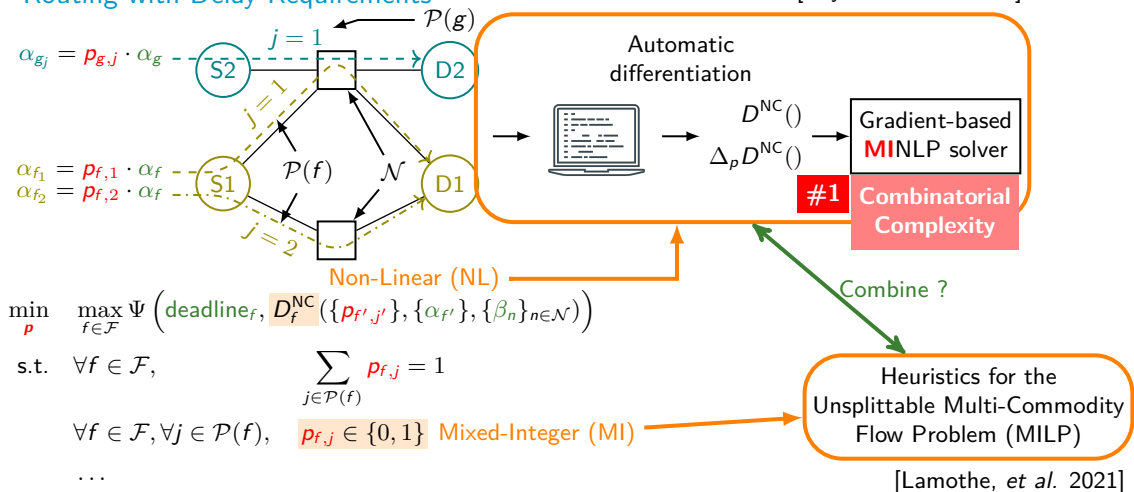 Routing with Delay Requirements
𝒫(g)
j = 1
α_{g_j} = p_{g,j} · α_g
S2
D2
j = 1
α_{f_1} = p_{f,1} · α_f
α_{f_2} = p_{f,2} · α_f
S1
𝒫(f)
𝒩
D1
j = 2
Automatic
differentiation
D^{NC}()
Δ_p D^{NC}()
Gradient-based
MINLP solver
#1
Combinatorial
Complexity
Non-Linear (NL)
Combine ?
min_p max_{f∈ℱ} Ψ (deadline_f, D_f^{NC}({p_{f′,j′}}, {α_{f′}}, {β_n}_{n∈𝒩}))
s.t. ∀f ∈ ℱ, ∑_{j∈𝒫(f)} p_{f,j} = 1
∀f ∈ ℱ, ∀j ∈ 𝒫(f), p_{f,j} ∈ {0, 1} Mixed-Integer (MI)
...
Heuristics for the
Unsplittable Multi-Commodity
Flow Problem (MILP)
[Lamothe, et al. 2021]